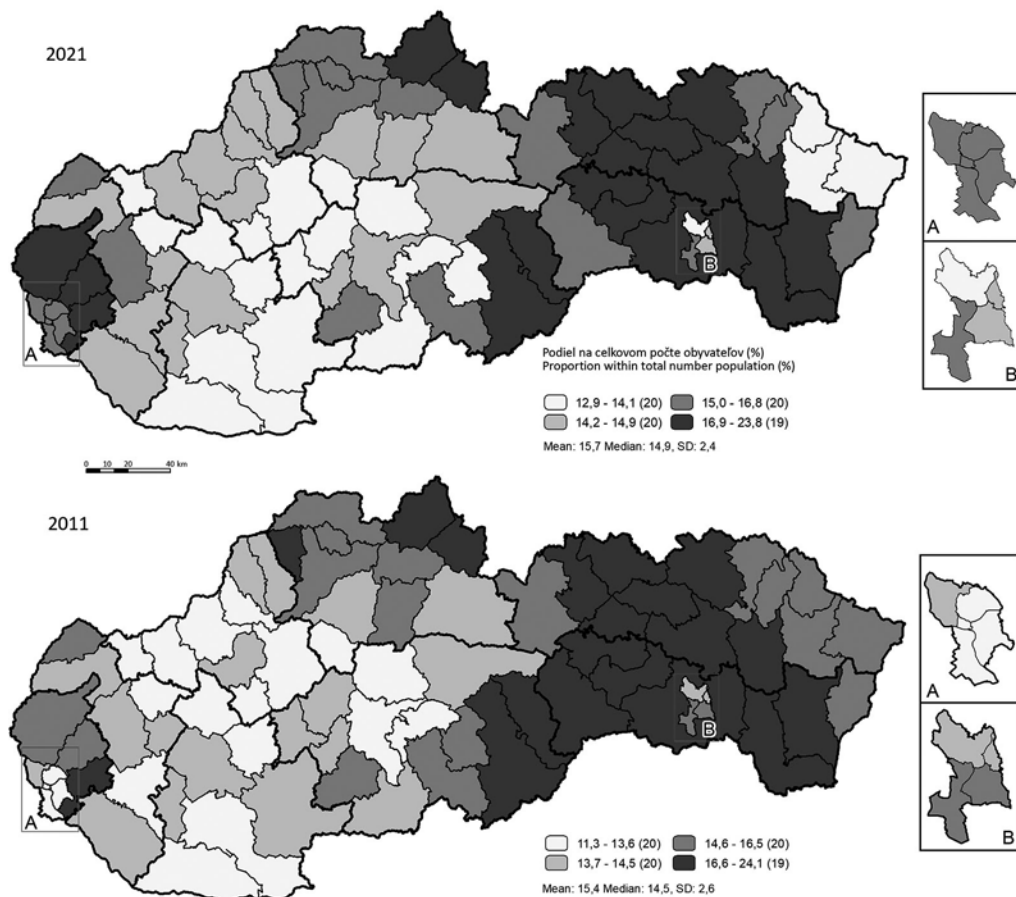 2021
A
B
A
B
Podiel na celkovom počte obyvateľov (%)
Proportion within total number population (%)
12,9 - 14,1 (20) 15,0 - 16,8 (20)
14,2 - 14,9 (20) 16,9 - 23,8 (19)
Mean: 15,7 Median: 14,9, SD: 2,4
0 10 20 40 km
2011
A
B
A
B
11,3 - 13,6 (20) 14,6 - 16,5 (20)
13,7 - 14,5 (20) 16,6 - 24,1 (19)
Mean: 15,4 Median: 14,5, SD: 2,6